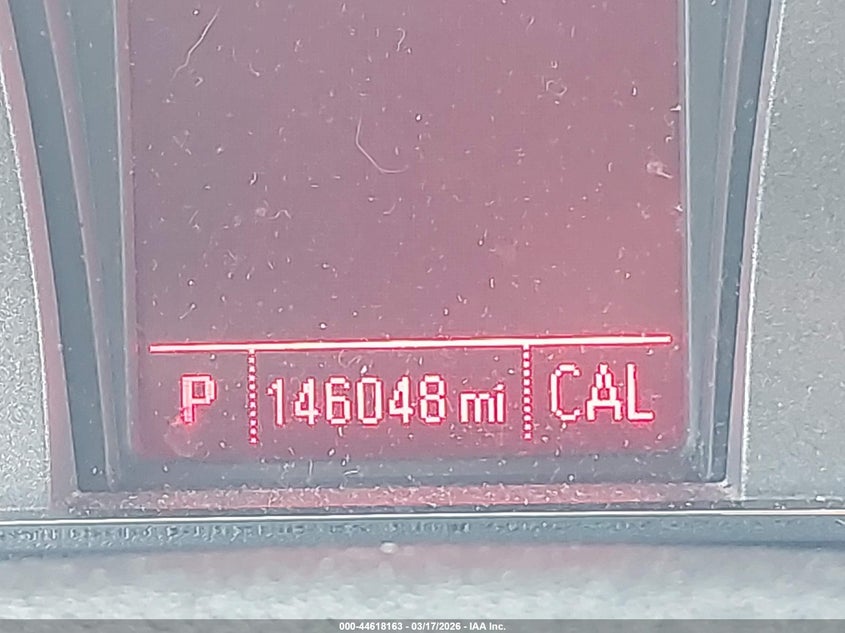 P 146048 mi CAL
000-44618163 - 03/17/2026 - IAA Inc.